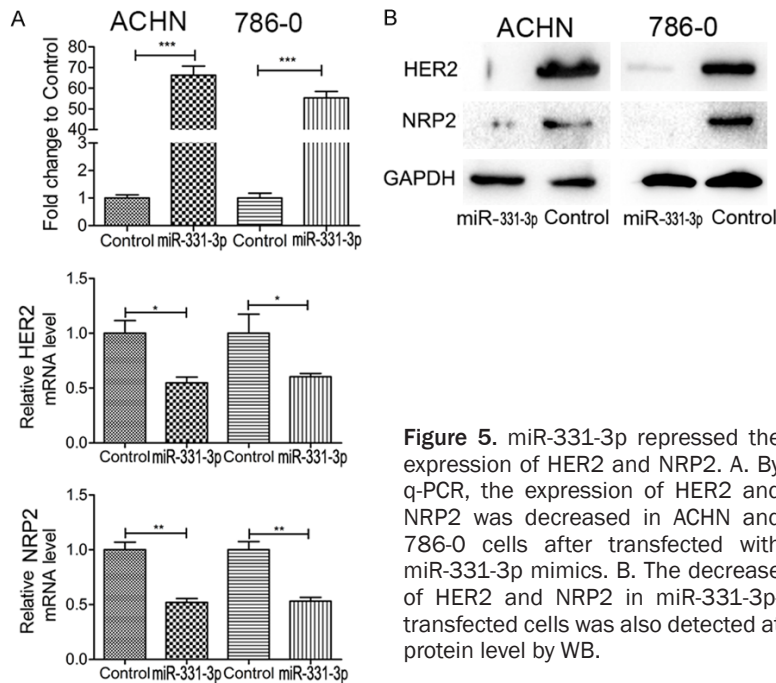 A
ACHN 786-0
Fold change to Control
80
70
60
50
40
3
2
1
0
***
***
Control miR-331-3p Control miR-331-3p
Relative HER2
mRNA level
1.5
1.0
0.5
0.0
*
*
Control miR-331-3p Control miR-331-3p
Relative NRP2
mRNA level
1.5
1.0
0.5
0.0
**
**
Control miR-331-3p Control miR-331-3p
B
ACHN 786-0
HER2
NRP2
GAPDH
miR-331-3p Control miR-331-3p Control
Figure 5. miR-331-3p repressed the
expression of HER2 and NRP2. A. By
q-PCR, the expression of HER2 and
NRP2 was decreased in ACHN and
786-0 cells after transfected with
miR-331-3p mimics. B. The decrease
of HER2 and NRP2 in miR-331-3p-
transfected cells was also detected at
protein level by WB.